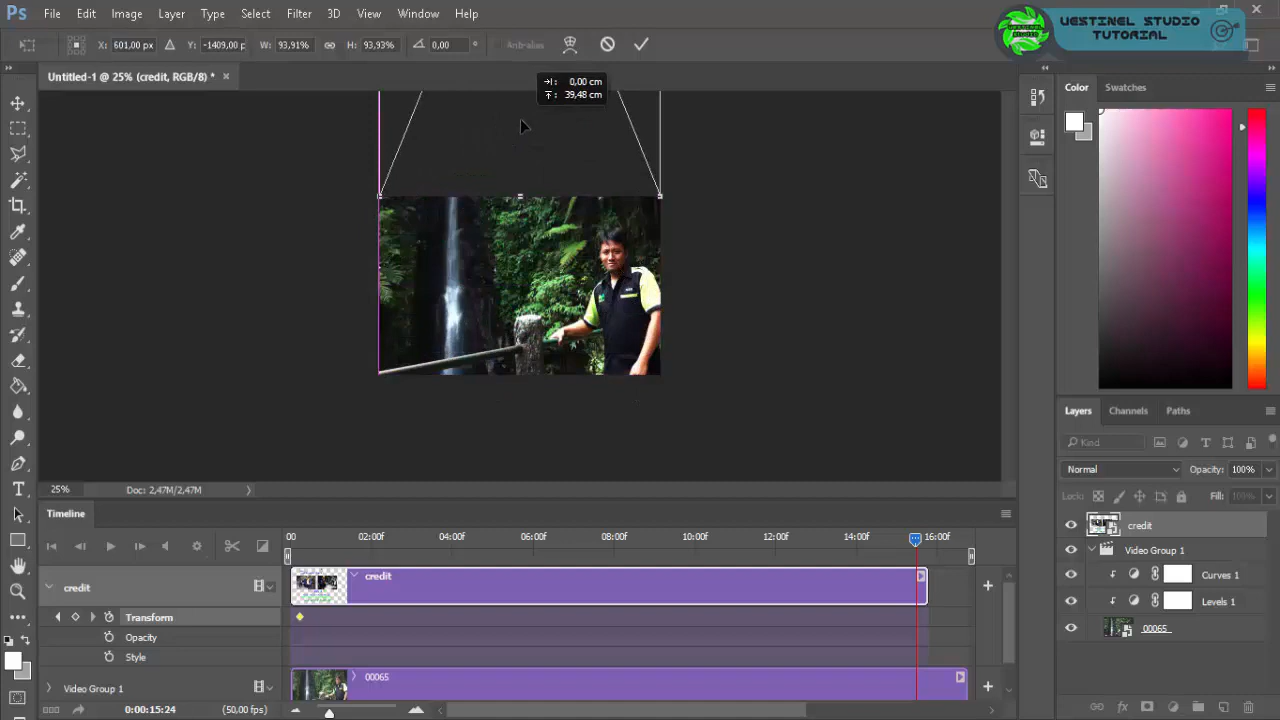 Ps File Edit Image Layer Type Select Filter 3D View Window Help
UESTINEL STUDIO
TUTORIAL
X: 601,00 px Y: -1409,00 p W: 93,91% H: 93,93% 0,00 ° Antialias
Untitled-1 @ 25% (credit, RGB/8) * ×
0,00 cm
39,48 cm
Color Swatches
Layers Channels Paths
Kind
Normal Opacity: 100%
Lock: Fill: 100%
credit
Video Group 1
Curves 1
Levels 1
00065
25% Doc: 2,47M/2,47M
Timeline
00 02:00f 04:00f 06:00f 08:00f 10:00f 12:00f 14:00f 16:00f
credit credit
Transform
Opacity
Style
Video Group 1 00065
0:00:15:24 (50,00 fps)